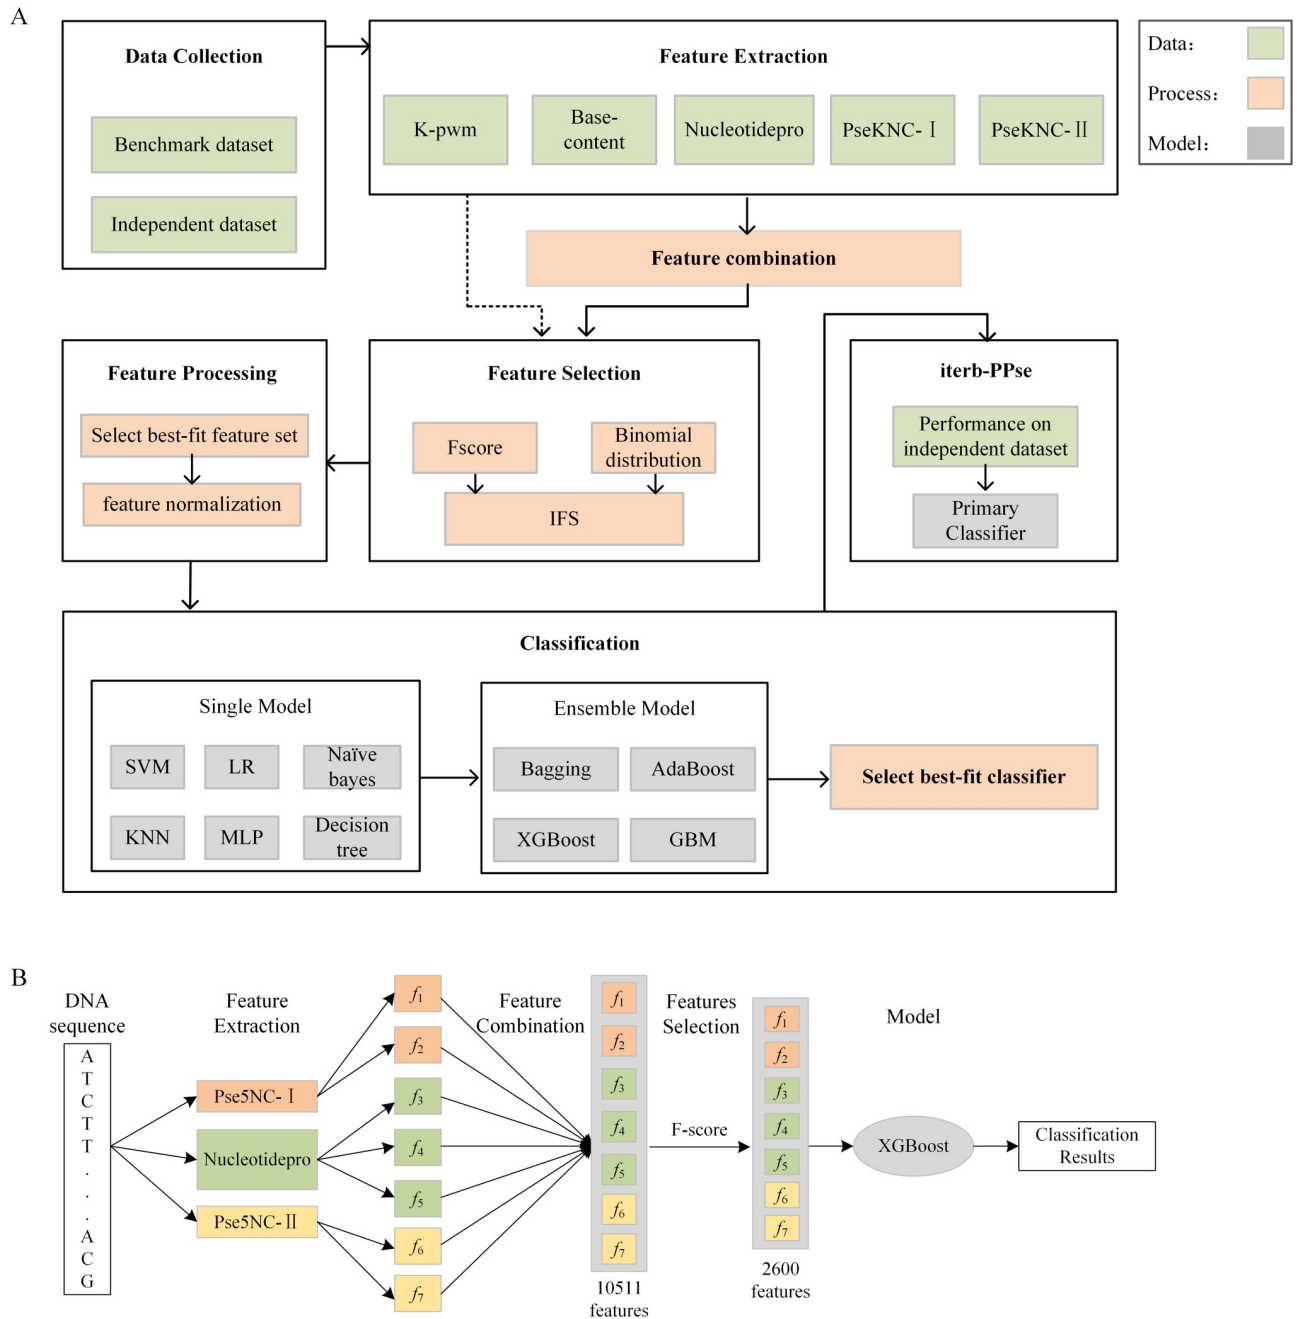 A
Data Collection
Benchmark dataset
Independent dataset
Feature Extraction
K-pwm
Base-
content
Nucleotidepro
PseKNC-Ⅰ
PseKNC-Ⅱ
Data:
Process:
Model:
Feature combination
Feature Processing
Select best-fit feature set
feature normalization
Feature Selection
Fscore
Binomial
distribution
IFS
iterb-PPse
Performance on
independent dataset
Primary
Classifier
Classification
Single Model
SVM
LR
Naïve
bayes
KNN
MLP
Decision
tree
Ensemble Model
Bagging
AdaBoost
XGBoost
GBM
Select best-fit classifier
B
DNA
sequence
A
T
C
T
T
.
.
.
A
C
G
Feature
Extraction
Pse5NC-Ⅰ
Nucleotidepro
Pse5NC-Ⅱ
f1
f2
f3
f4
f5
f6
f7
Feature
Combination
f1
f2
f3
f4
f5
f6
f7
10511
features
Features
Selection
F-score
f1
f2
f3
f4
f5
f6
f7
2600
features
Model
XGBoost
Classification
Results